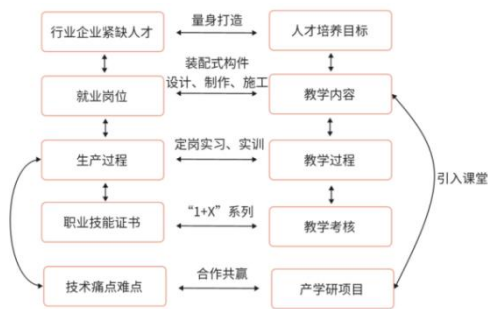 行业企业紧缺人才
量身打造
人才培养目标
装配式构件
设计、制作、施工
就业岗位
教学内容
生产过程
定岗实习、实训
教学过程
引入课堂
职业技能证书
“1+X”系列
教学考核
技术痛点难点
合作共赢
产学研项目